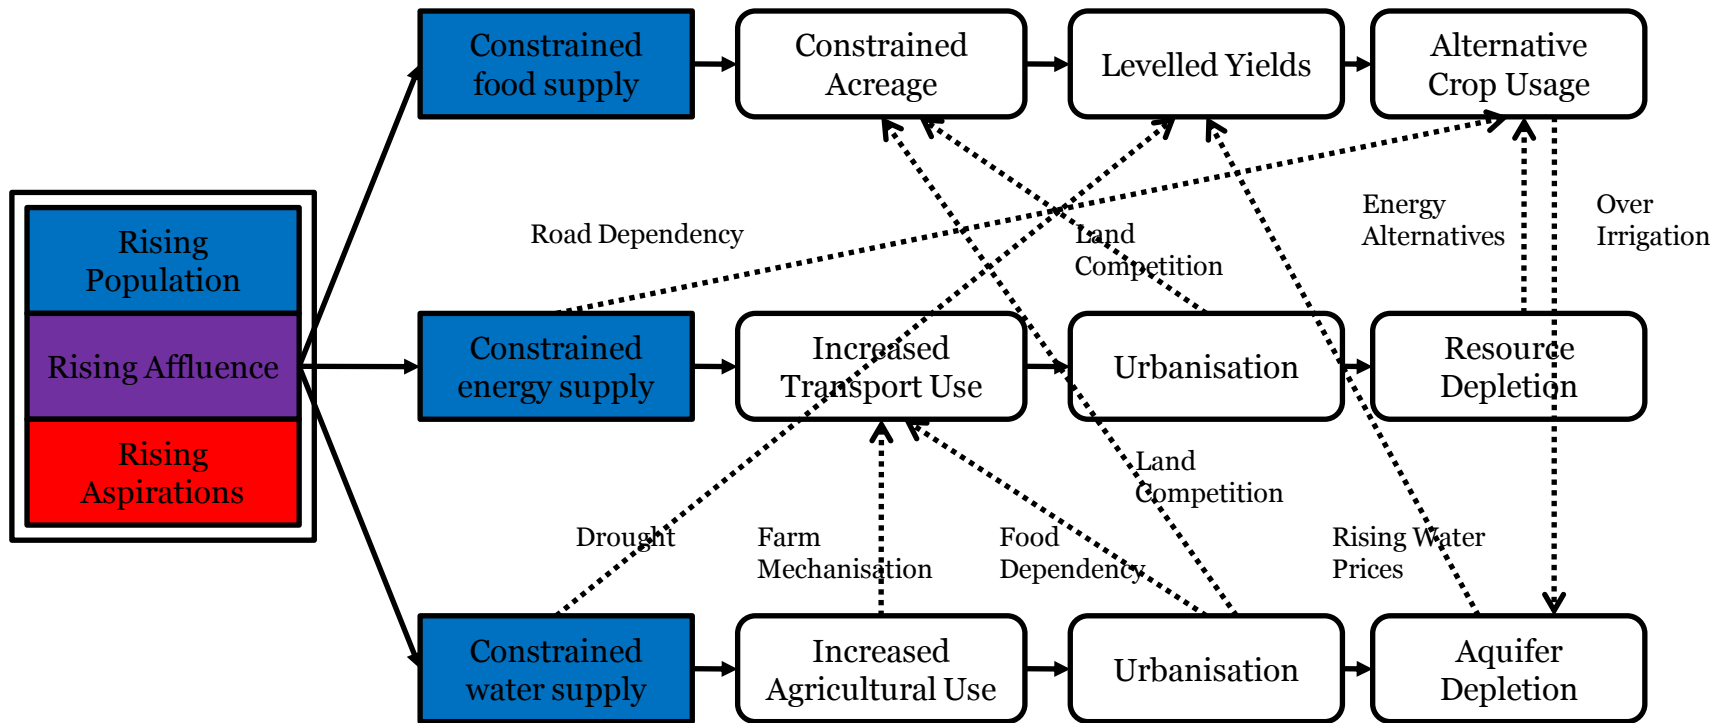 Constrained
food supply
Constrained
Acreage
Levelled Yields
Alternative
Crop Usage
Rising
Population
Rising Affluence
Rising
Aspirations
Road Dependency
Land
Competition
Energy
Alternatives
Over
Irrigation
Constrained
energy supply
Increased
Transport Use
Urbanisation
Resource
Depletion
Land
Competition
Drought
Farm
Mechanisation
Food
Dependency
Rising Water
Prices
Constrained
water supply
Increased
Agricultural Use
Urbanisation
Aquifer
Depletion